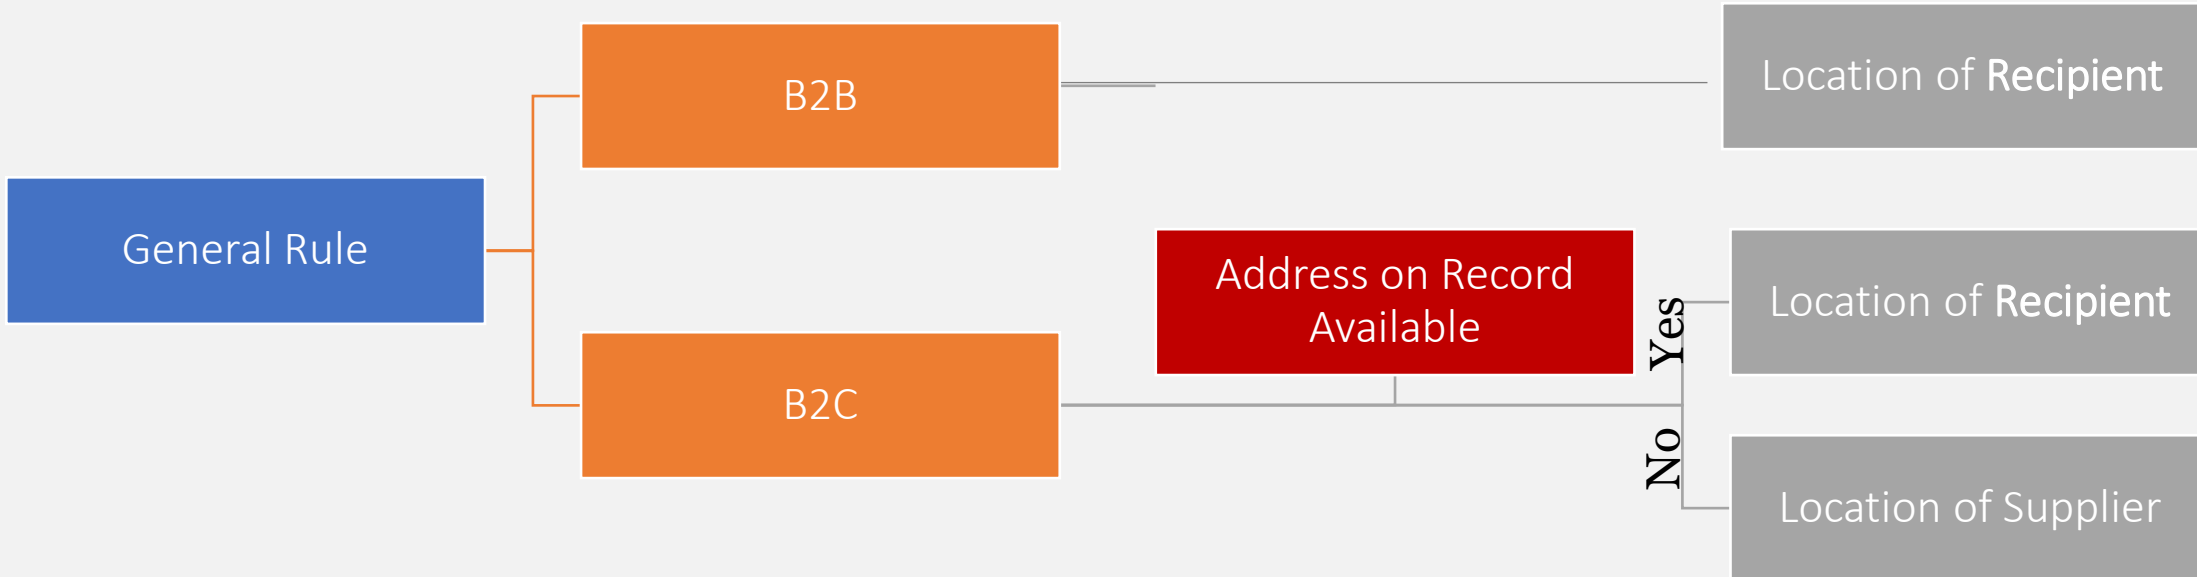 General Rule
B2B
Location of Recipient
B2C
Address on Record
Available
Yes
Location of Recipient
No
Location of Supplier